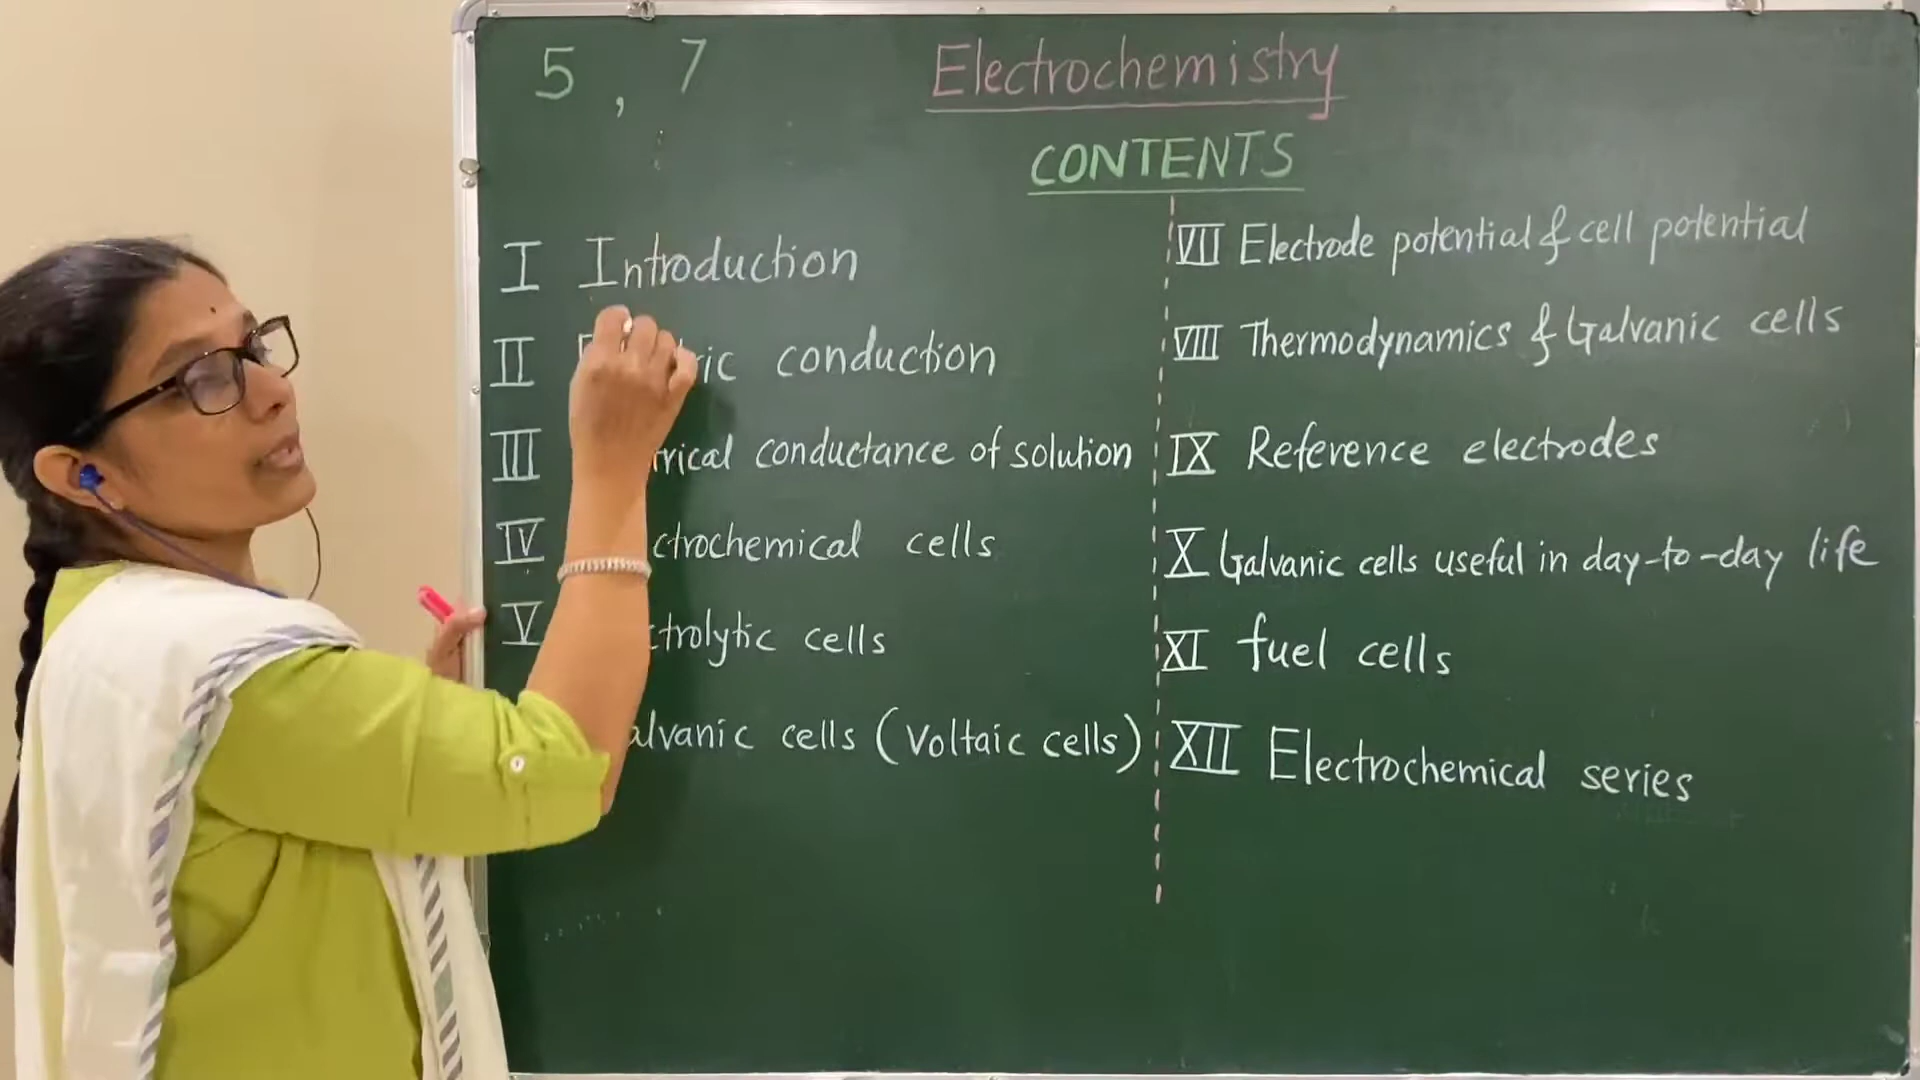 5 , 7
Electrochemistry
CONTENTS
I Introduction
II conduction
III conductance of solution
IV cells
V cells
cells (Voltaic cells)
VII Electrode potential & cell potential
VIII Thermodynamics & Galvanic cells
IX Reference electrodes
X Galvanic cells useful in day-to-day life
XI fuel cells
XII Electrochemical series